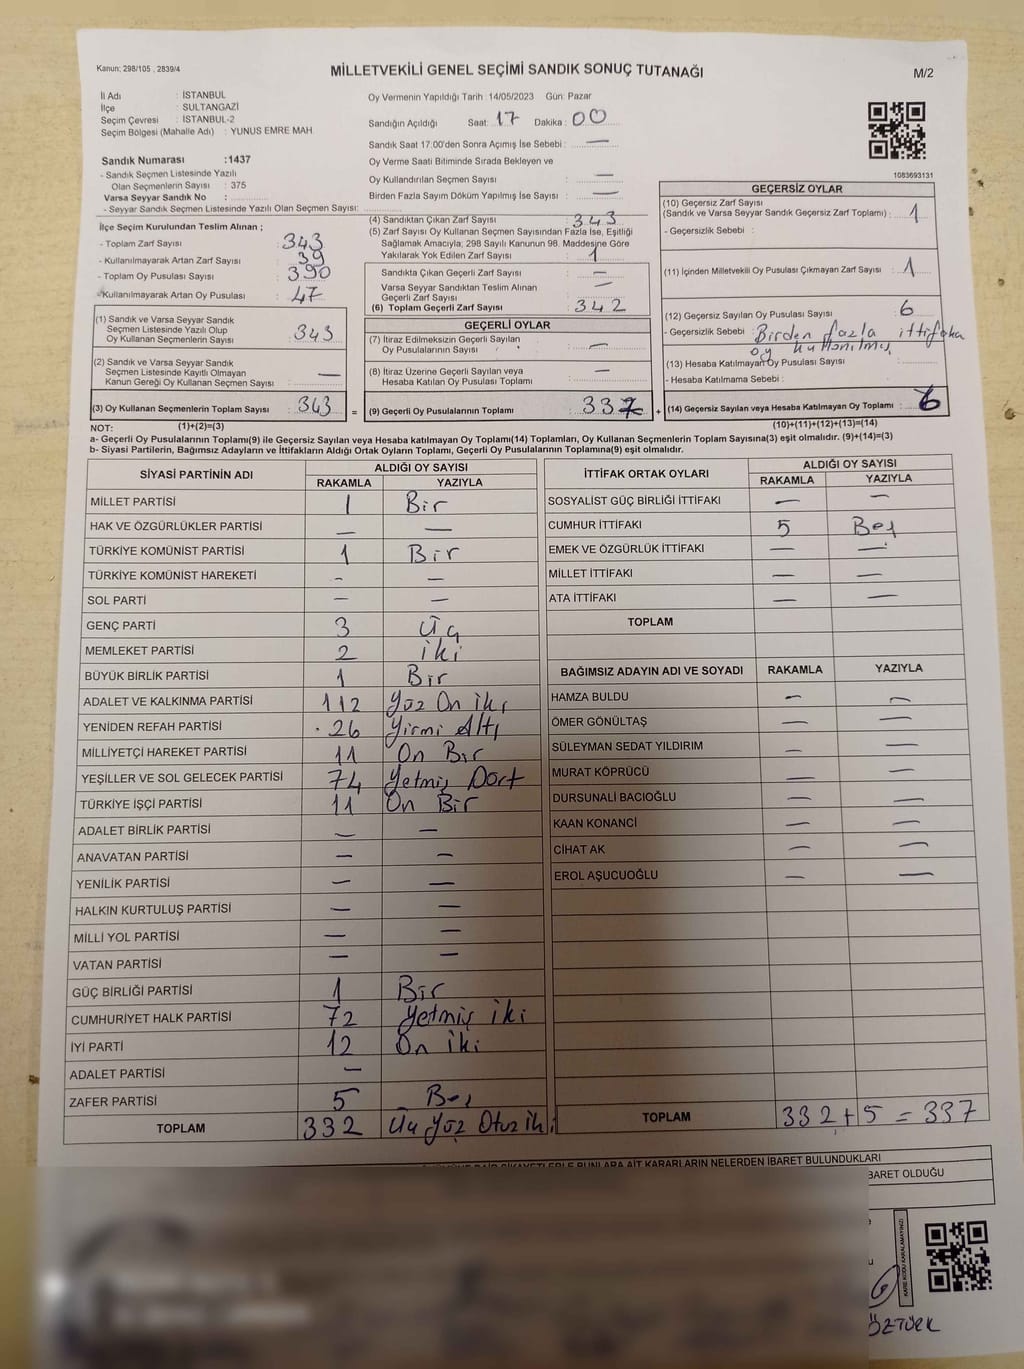 Kanun; 298/105 , 2839/4
MİLLETVEKİLİ GENEL SEÇİMİ SANDIK SONUÇ TUTANAĞI
M/2
İl Adı : İSTANBUL
İlçe : SULTANGAZİ
Seçim Çevresi : İSTANBUL-2
Seçim Bölgesi (Mahalle Adı) : YUNUS EMRE MAH
Sandık Numarası :1437
- Sandık Seçmen Listesinde Yazılı
Olan Seçmenlerin Sayısı : 375
Varsa Seyyar Sandık No :
- Seyyar Sandık Seçmen Listesinde Yazılı Olan Seçmen Sayısı:
Oy Vermenin Yapıldığı Tarih :14/05/2023 Gün: Pazar
Sandığın Açıldığı Saat: 17 Dakika: 00
Sandık Saat 17:00'den Sonra Açımış İse Sebebi : —
Oy Verme Saati Bitiminde Sırada Bekleyen ve
Oy Kullandırılan Seçmen Sayısı : —
Birden Fazla Sayım Döküm Yapılmış İse Sayısı : —
1083693131
İlçe Seçim Kurulundan Teslim Alınan ;
- Toplam Zarf Sayısı : 343
- Kullanılmayarak Artan Zarf Sayısı : 39
- Toplam Oy Pusulası Sayısı : 390
- Kullanılmayarak Artan Oy Pusulası : 47
(1) Sandık ve Varsa Seyyar Sandık
Seçmen Listesinde Yazılı Olup
Oy Kullanan Seçmenlerin Sayısı : 343
(2) Sandık ve Varsa Seyyar Sandık
Seçmen Listesinde Kayıtlı Olmayan
Kanun Gereği Oy Kullanan Seçmen Sayısı : —
(3) Oy Kullanan Seçmenlerin Toplam Sayısı : 343 =
(4) Sandıktan Çıkan Zarf Sayısı : 343
(5) Zarf Sayısı Oy Kullanan Seçmen Sayısından Fazla İse, Eşitliği
Sağlamak Amacıyla; 298 Sayılı Kanunun 98. Maddesine Göre
Yakılarak Yok Edilen Zarf Sayısı : 1
Sandıkta Çıkan Geçerli Zarf Sayısı : —
Varsa Seyyar Sandıktan Teslim Alınan
Geçerli Zarf Sayısı : —
(6) Toplam Geçerli Zarf Sayısı : 342
GEÇERLİ OYLAR
(7) İtiraz Edilmeksizin Geçerli Sayılan
Oy Pusulalarının Sayısı : —
(8) İtiraz Üzerine Geçerli Sayılan veya
Hesaba Katılan Oy Pusulası Toplamı : —
(9) Geçerli Oy Pusulalarının Toplamı : 337 +
GEÇERSİZ OYLAR
(10) Geçersiz Zarf Sayısı
(Sandık ve Varsa Seyyar Sandık Geçersiz Zarf Toplamı) : 1
- Geçersizlik Sebebi :
(11) İçinden Milletvekili Oy Pusulası Çıkmayan Zarf Sayısı : 1
(12) Geçersiz Sayılan Oy Pusulası Sayısı : 6
- Geçersizlik Sebebi : Birden fazla ittifaka
oy kullanılmış
(13) Hesaba Katılmayan Oy Pusulası Sayısı :
- Hesaba Katılmama Sebebi :
(14) Geçersiz Sayılan veya Hesaba Katılmayan Oy Toplamı : 6
NOT: (1)+(2)=(3)
(10)+(11)+(12)+(13)=(14)
a- Geçerli Oy Pusulalarının Toplamı(9) ile Geçersiz Sayılan veya Hesaba katılmayan Oy Toplamı(14) Toplamları, Oy Kullanan Seçmenlerin Toplam Sayısına(3) eşit olmalıdır. (9)+(14)=(3)
b- Siyasi Partilerin, Bağımsız Adayların ve İttifakların Aldığı Ortak Oyların Toplamı, Geçerli Oy Pusulalarının Toplamına(9) eşit olmalıdır.
SİYASİ PARTİNİN ADI ALDIĞI OY SAYISI
RAKAMLA YAZIYLA
MİLLET PARTİSİ 1 Bir
HAK VE ÖZGÜRLÜKLER PARTİSİ — —
TÜRKİYE KOMÜNİST PARTİSİ 1 Bir
TÜRKİYE KOMÜNİST HAREKETİ - —
SOL PARTİ — —
GENÇ PARTİ 3 Üç
MEMLEKET PARTİSİ 2 iki
BÜYÜK BİRLİK PARTİSİ 1 Bir
ADALET VE KALKINMA PARTİSİ 112 Yüz On iki
YENİDEN REFAH PARTİSİ 26 Yirmi Altı
MİLLİYETÇİ HAREKET PARTİSİ 11 On Bir
YEŞİLLER VE SOL GELECEK PARTİSİ 74 Yetmiş Dört
TÜRKİYE İŞÇİ PARTİSİ 11 On Bir
ADALET BİRLİK PARTİSİ — —
ANAVATAN PARTİSİ — —
YENİLİK PARTİSİ — —
HALKIN KURTULUŞ PARTİSİ — —
MİLLİ YOL PARTİSİ — —
VATAN PARTİSİ — —
GÜÇ BİRLİĞİ PARTİSİ 1 Bir
CUMHURİYET HALK PARTİSİ 72 Yetmiş iki
İYİ PARTİ 12 On iki
ADALET PARTİSİ —
ZAFER PARTİSİ 5 Beş
TOPLAM 332 Üç Yüz Otuz iki
İTTİFAK ORTAK OYLARI ALDIĞI OY SAYISI
RAKAMLA YAZIYLA
SOSYALİST GÜÇ BİRLİĞİ İTTİFAKI — —
CUMHUR İTTİFAKI 5 Beş
EMEK VE ÖZGÜRLÜK İTTİFAKI — —
MİLLET İTTİFAKI — —
ATA İTTİFAKI — —
TOPLAM
BAĞIMSIZ ADAYIN ADI VE SOYADI RAKAMLA YAZIYLA
HAMZA BULDU — —
ÖMER GÖNÜLTAŞ — —
SÜLEYMAN SEDAT YILDIRIM — —
MURAT KÖPRÜCÜ — —
DURSUNALİ BACIOĞLU — —
KAAN KONANCİ — —
CİHAT AK — —
EROL AŞUCUOĞLU — —
TOPLAM 332 + 5 = 337
KARARLARIN NELERDEN İBARET BULUNDUKLARI
BARET OLDUĞU
KARE KODU KARALAMAYINIZ!
ÖZTÜRK